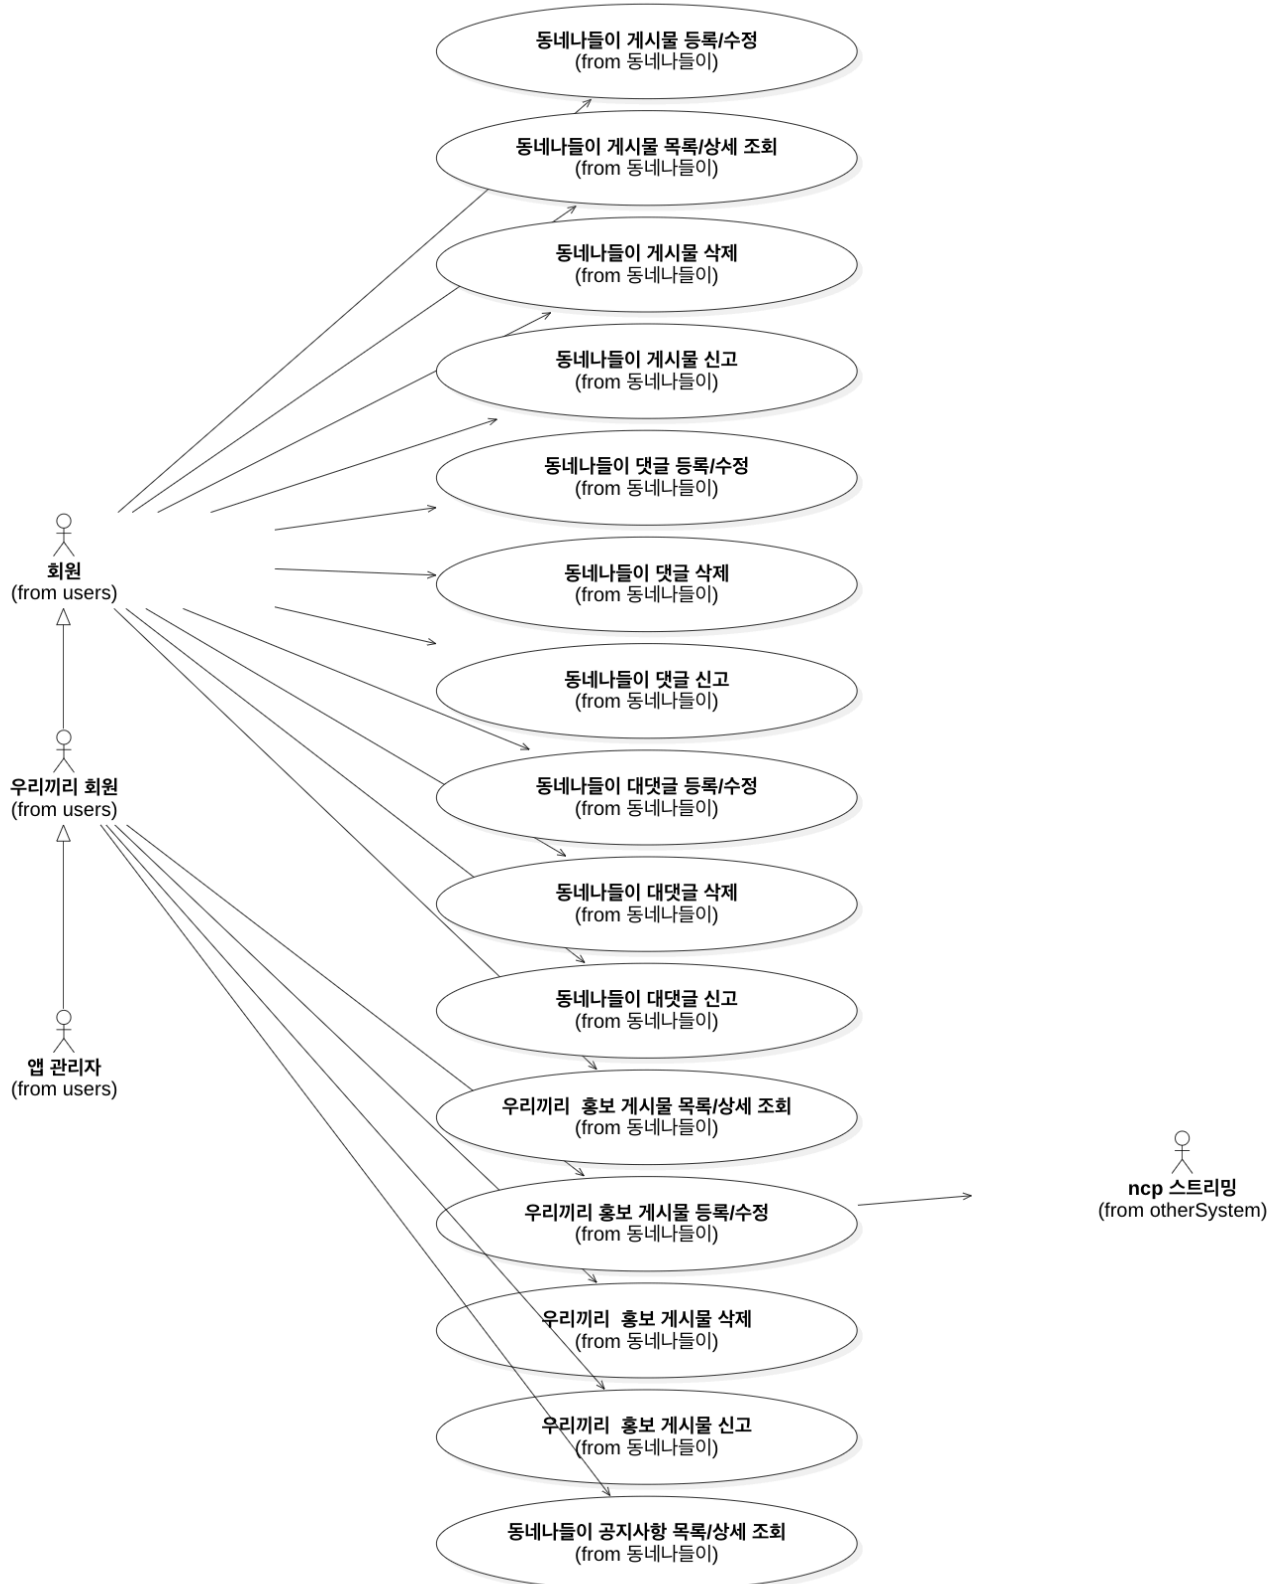 동네나들이 게시물 등록/수정
(from 동네나들이)
동네나들이 게시물 목록/상세 조회
(from 동네나들이)
동네나들이 게시물 삭제
(from 동네나들이)
동네나들이 게시물 신고
(from 동네나들이)
동네나들이 댓글 등록/수정
(from 동네나들이)
회원
(from users)
동네나들이 댓글 삭제
(from 동네나들이)
동네나들이 댓글 신고
(from 동네나들이)
우리끼리 회원
(from users)
동네나들이 대댓글 등록/수정
(from 동네나들이)
동네나들이 대댓글 삭제
(from 동네나들이)
동네나들이 대댓글 신고
(from 동네나들이)
앱 관리자
(from users)
우리끼리  홍보 게시물 목록/상세 조회
(from 동네나들이)
ncp 스트리밍
(from otherSystem)
우리끼리 홍보 게시물 등록/수정
(from 동네나들이)
우리끼리  홍보 게시물 삭제
(from 동네나들이)
우리끼리  홍보 게시물 신고
(from 동네나들이)
동네나들이 공지사항 목록/상세 조회
(from 동네나들이)